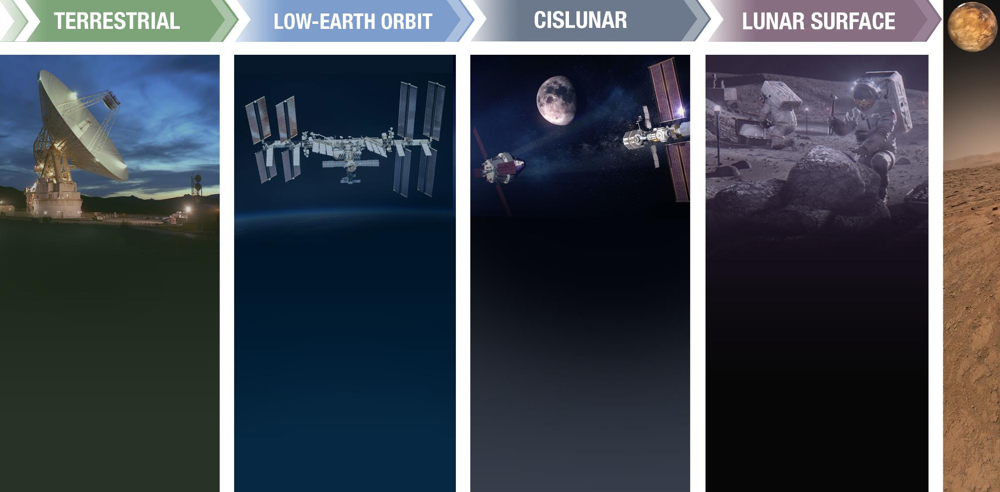 TERRESTRIAL
LOW-EARTH ORBIT
CISLUNAR
LUNAR SURFACE